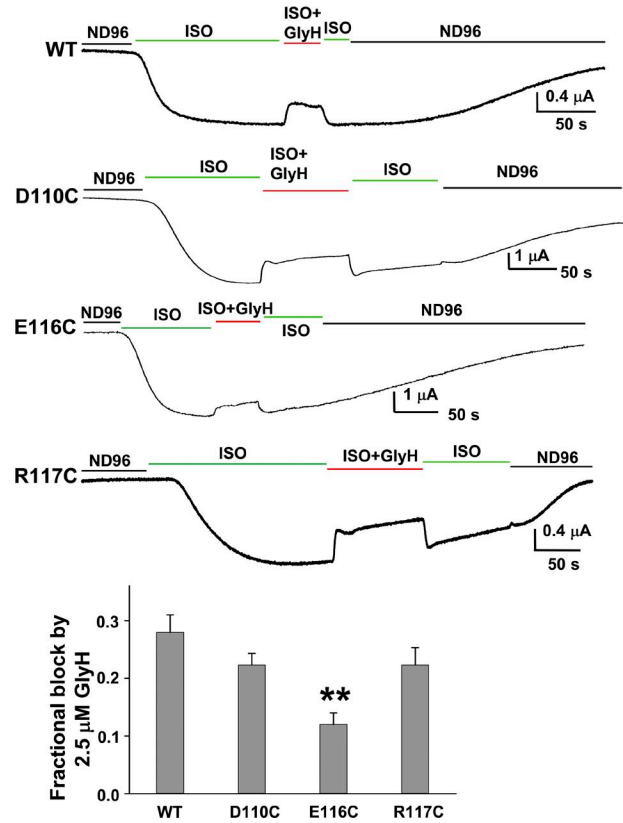 ISO+
GlyH
ND96 ISO ISO ND96
WT
0.4 μA
50 s
ISO+
GlyH
ND96 ISO ISO ND96
D110C
1 μA
50 s
ND96 ISO ISO+GlyH ISO ND96
E116C
1 μA
50 s
ND96 ISO ISO+GlyH ISO ND96
R117C
0.4 μA
50 s
Fractional block by
2.5 μM GlyH
0.3
0.2
0.1
0.0
**
WT D110C E116C R117C